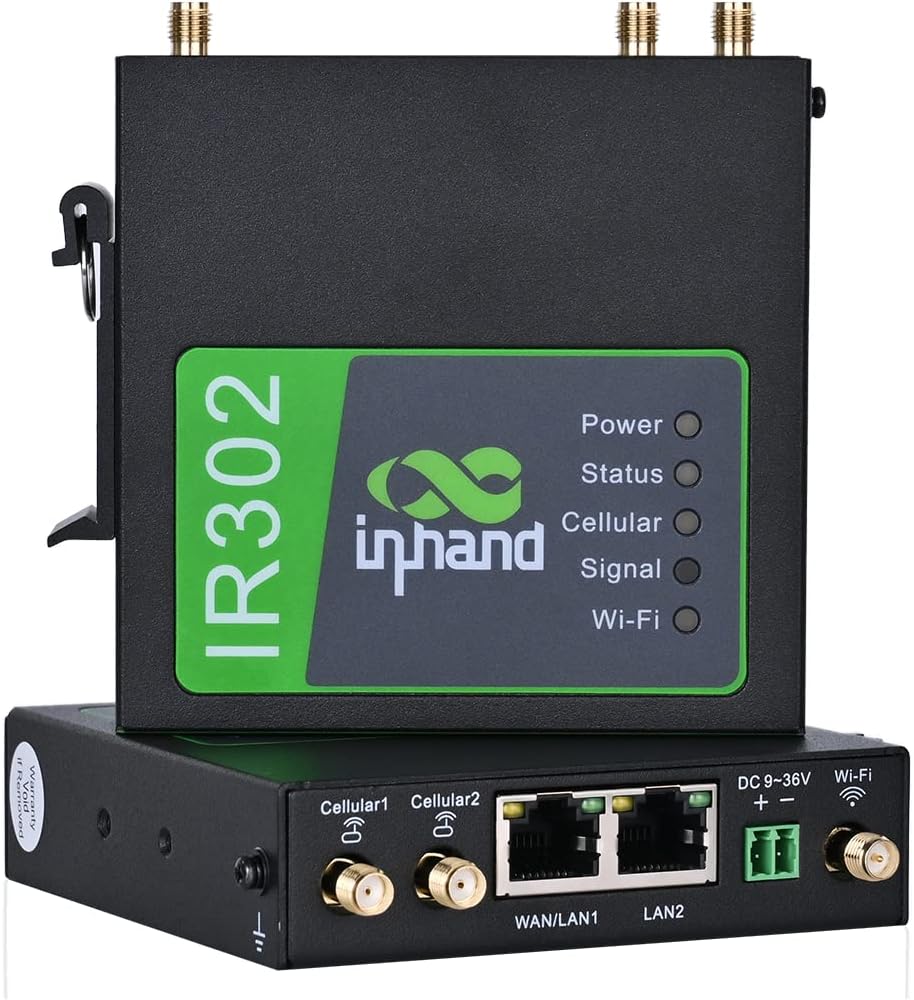 IR302
inhand
Power
Status
Cellular
Signal
Wi-Fi
Warranty
Void
if Removed
Cellular1
Cellular2
DC 9~36V
+ −
Wi-Fi
WAN/LAN1
LAN2